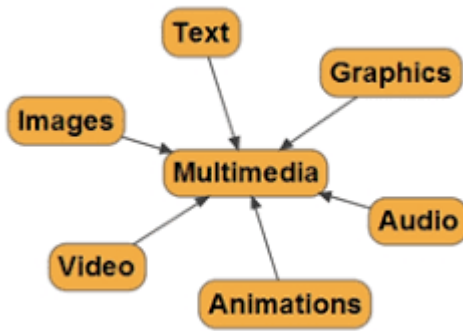 Text
Graphics
Images
Multimedia
Audio
Video
Animations